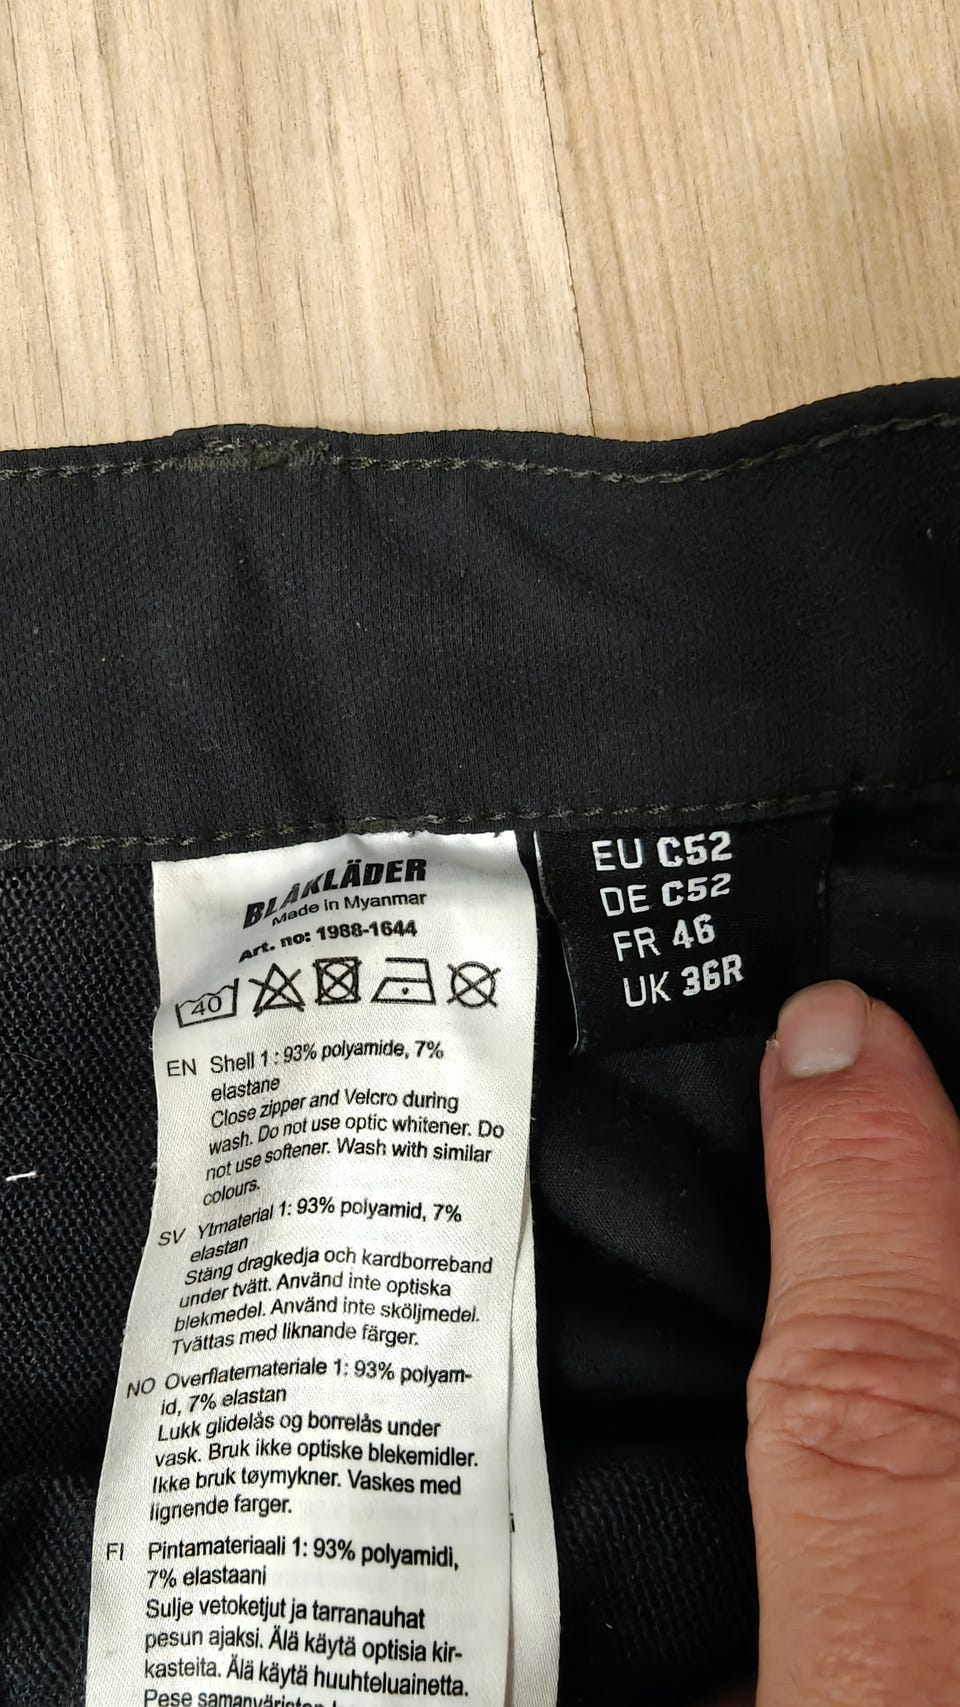 BLÅKLÄDER
Made in Myanmar
Art. no: 1988-1644
40
EN Shell 1 : 93% polyamide, 7%
elastane
Close zipper and Velcro during
wash. Do not use optic whitener. Do
not use softener. Wash with similar
colours.
SV Ytmaterial 1: 93% polyamid, 7%
elastan
Stäng dragkedja och kardborreband
under tvätt. Använd inte optiska
blekmedel. Använd inte sköljmedel.
Tvättas med liknande färger.
NO Overflatemateriale 1: 93% polyam-
id, 7% elastan
Lukk glidelås og borrelås under
vask. Bruk ikke optiske blekemidler.
Ikke bruk tøymykner. Vaskes med
lignende farger.
FI Pintamateriaali 1: 93% polyamidi,
7% elastaani
Sulje vetoketjut ja tarranauhat
pesun ajaksi. Älä käytä optisia kir-
kasteita. Älä käytä huuhteluainetta.
Pese
EU C52
DE C52
FR 46
UK 36R